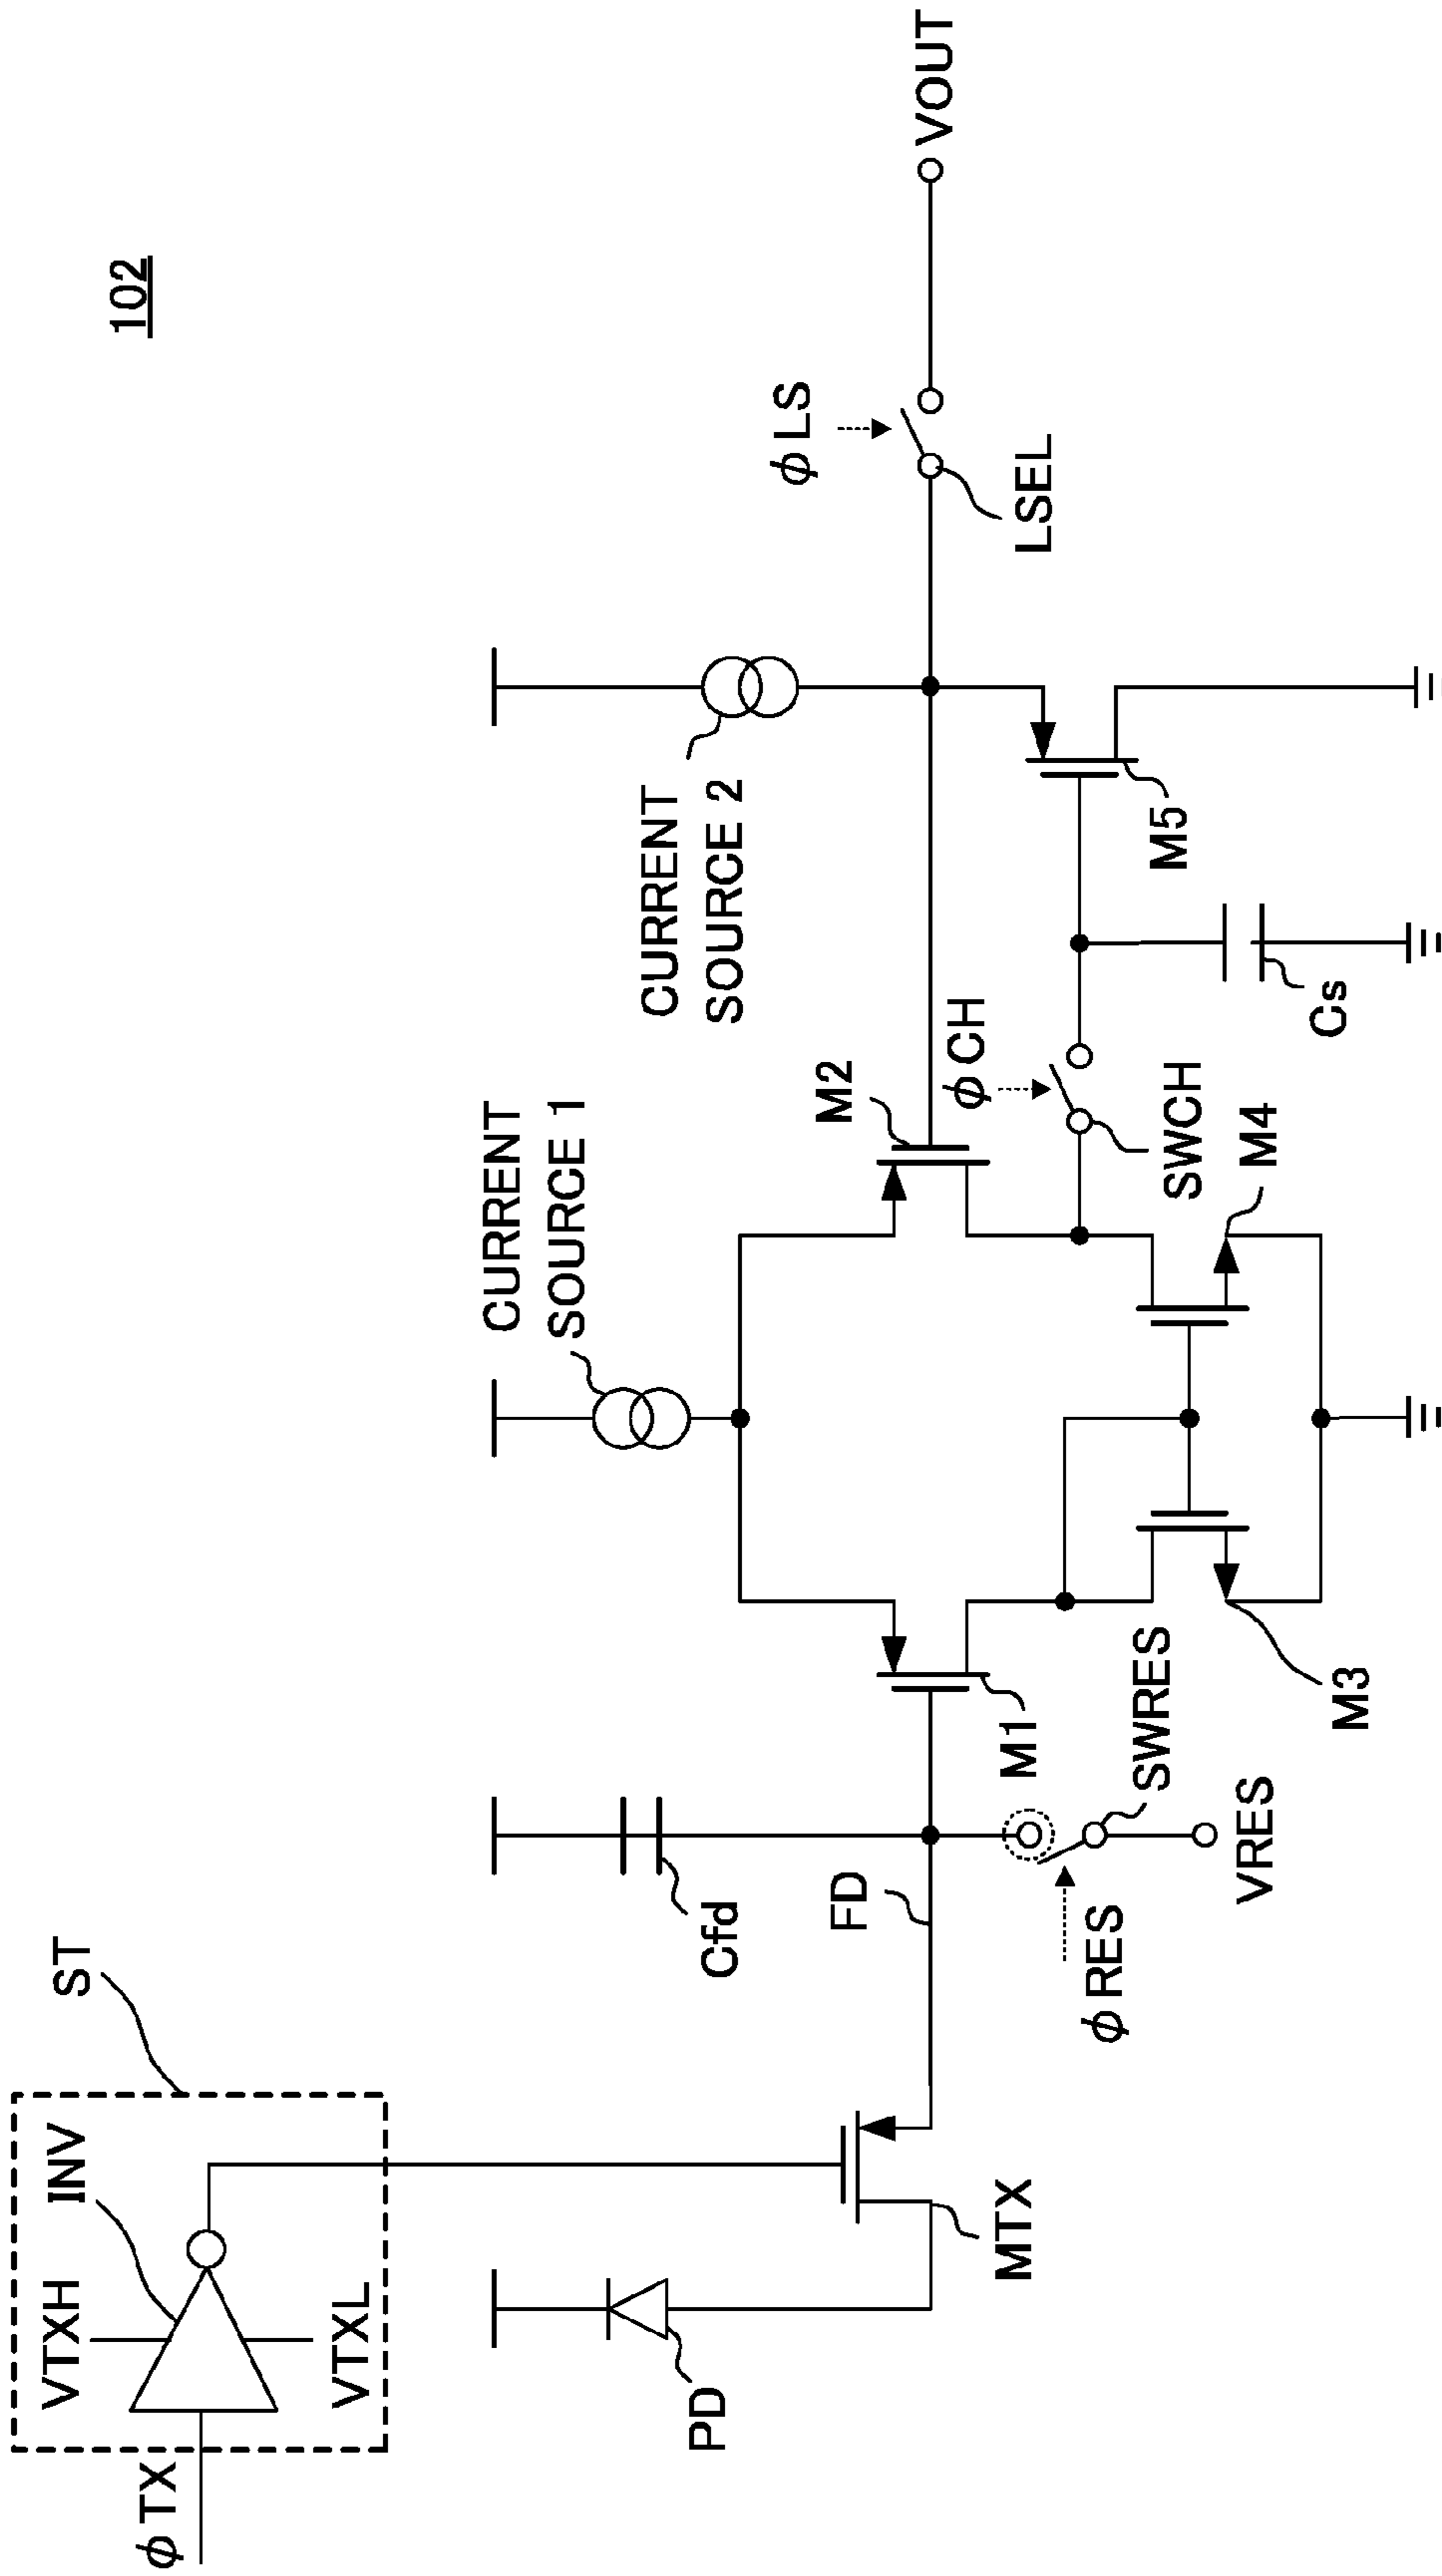 102
ST
VTXH
INV
VTXL
φTX
PD
MTX
Cfd
FD
φRES
SWRES
VRES
M1
M3
CURRENT
SOURCE 1
M2
M4
φCH
SWCH
Cs
CURRENT
SOURCE 2
M5
φLS
LSEL
VOUT